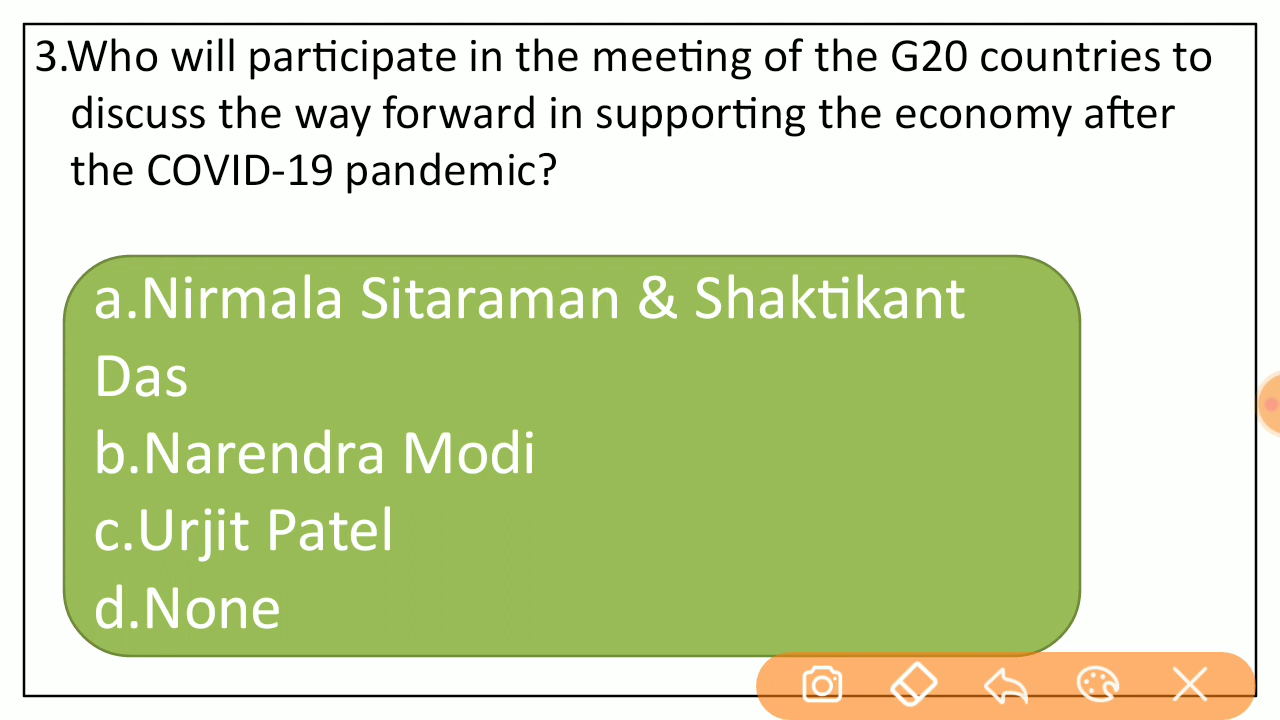 3.Who will participate in the meeting of the G20 countries to
discuss the way forward in supporting the economy after
the COVID-19 pandemic?
a.Nirmala Sitaraman & Shaktikant
Das
b.Narendra Modi
c.Urjit Patel
d.None